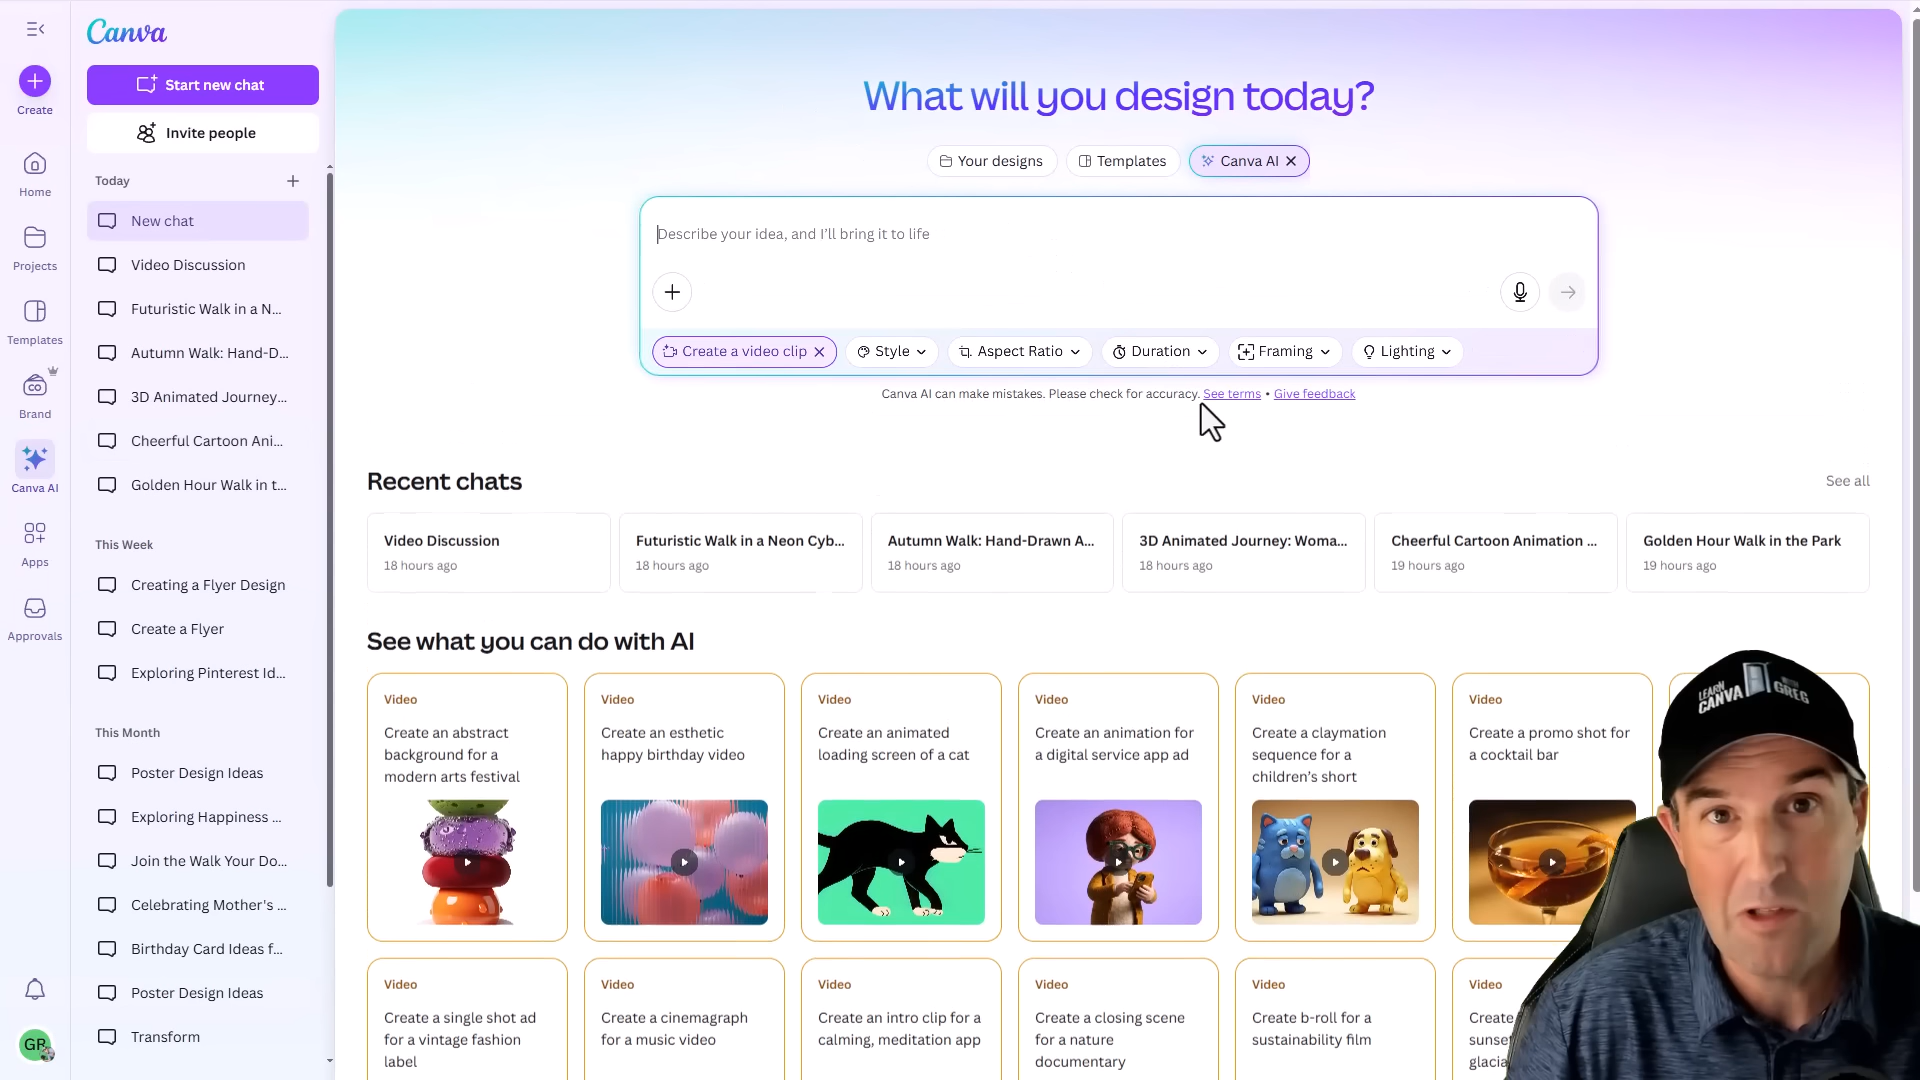 Canva
Start new chat
Invite people
Create
Home
Projects
Templates
Brand
Canva AI
Apps
Approvals
GR
Today
New chat
Video Discussion
Futuristic Walk in a N...
Autumn Walk: Hand-D...
3D Animated Journey...
Cheerful Cartoon Ani...
Golden Hour Walk in t...
This Week
Creating a Flyer Design
Create a Flyer
Exploring Pinterest Id...
This Month
Poster Design Ideas
Exploring Happiness ...
Join the Walk Your Do...
Celebrating Mother's ...
Birthday Card Ideas f...
Poster Design Ideas
Transform
What will you design today?
Your designs
Templates
Canva AI
Describe your idea, and I’ll bring it to life
Create a video clip
Style
Aspect Ratio
Duration
Framing
Lighting
Canva AI can make mistakes. Please check for accuracy. See terms • Give feedback
Recent chats
See all
Video Discussion
18 hours ago
Futuristic Walk in a Neon Cyb...
18 hours ago
Autumn Walk: Hand-Drawn A...
18 hours ago
3D Animated Journey: Woma...
18 hours ago
Cheerful Cartoon Animation ...
19 hours ago
Golden Hour Walk in the Park
19 hours ago
See what you can do with AI
Video
Create an abstract
background for a
modern arts festival
Video
Create an esthetic
happy birthday video
Video
Create an animated
loading screen of a cat
Video
Create an animation for
a digital service app ad
Video
Create a claymation
sequence for a
children’s short
Video
Create a promo shot for
a cocktail bar
LEARN
CANVA
WITH
GREG
Video
Create a single shot ad
for a vintage fashion
label
Video
Create a cinemagraph
for a music video
Video
Create an intro clip for a
calming, meditation app
Video
Create a closing scene
for a nature
documentary
Video
Create b-roll for a
sustainability film
Video
Create